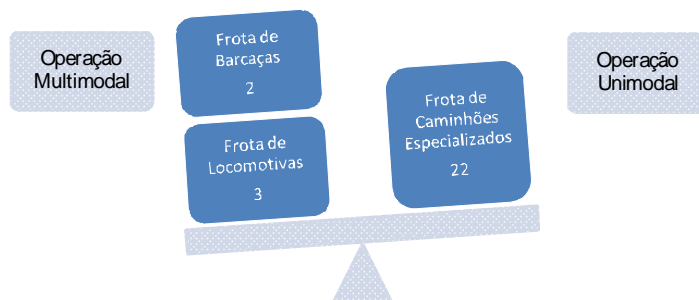 Operação
Multimodal
Frota de
Barcaças
2
Frota de
Locomotivas
3
Frota de
Caminhões
Especializados
22
Operação
Unimodal